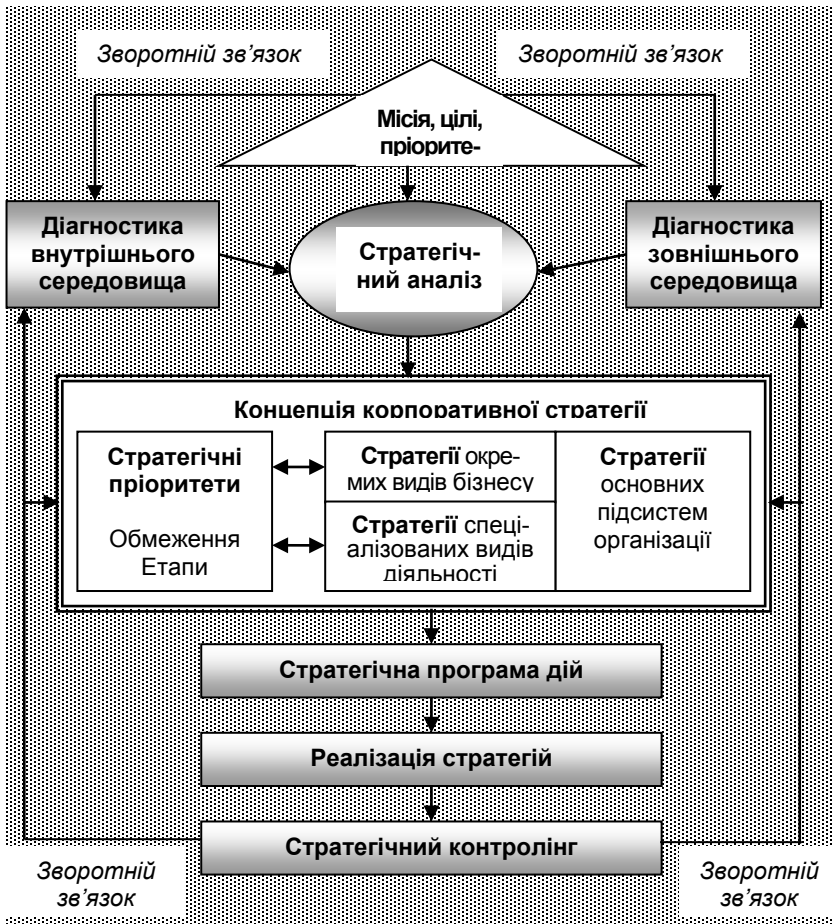 Зворотній зв'язок
Зворотній зв'язок
Місія, цілі,
пріорите-
Діагностика
внутрішнього
середовища
Стратегіч-
ний аналіз
Діагностика
зовнішнього
середовища
Концепція корпоративної стратегії
Стратегічні
пріоритети
Обмеження
Етапи
Стратегії окре-
мих видів бізнесу
Стратегії спеці-
алізованих видів
діяльності
Стратегії
основних
підсистем
організації
Стратегічна програма дій
Реалізація стратегій
Стратегічний контролінг
Зворотній
зв'язок
Зворотній
зв'язок